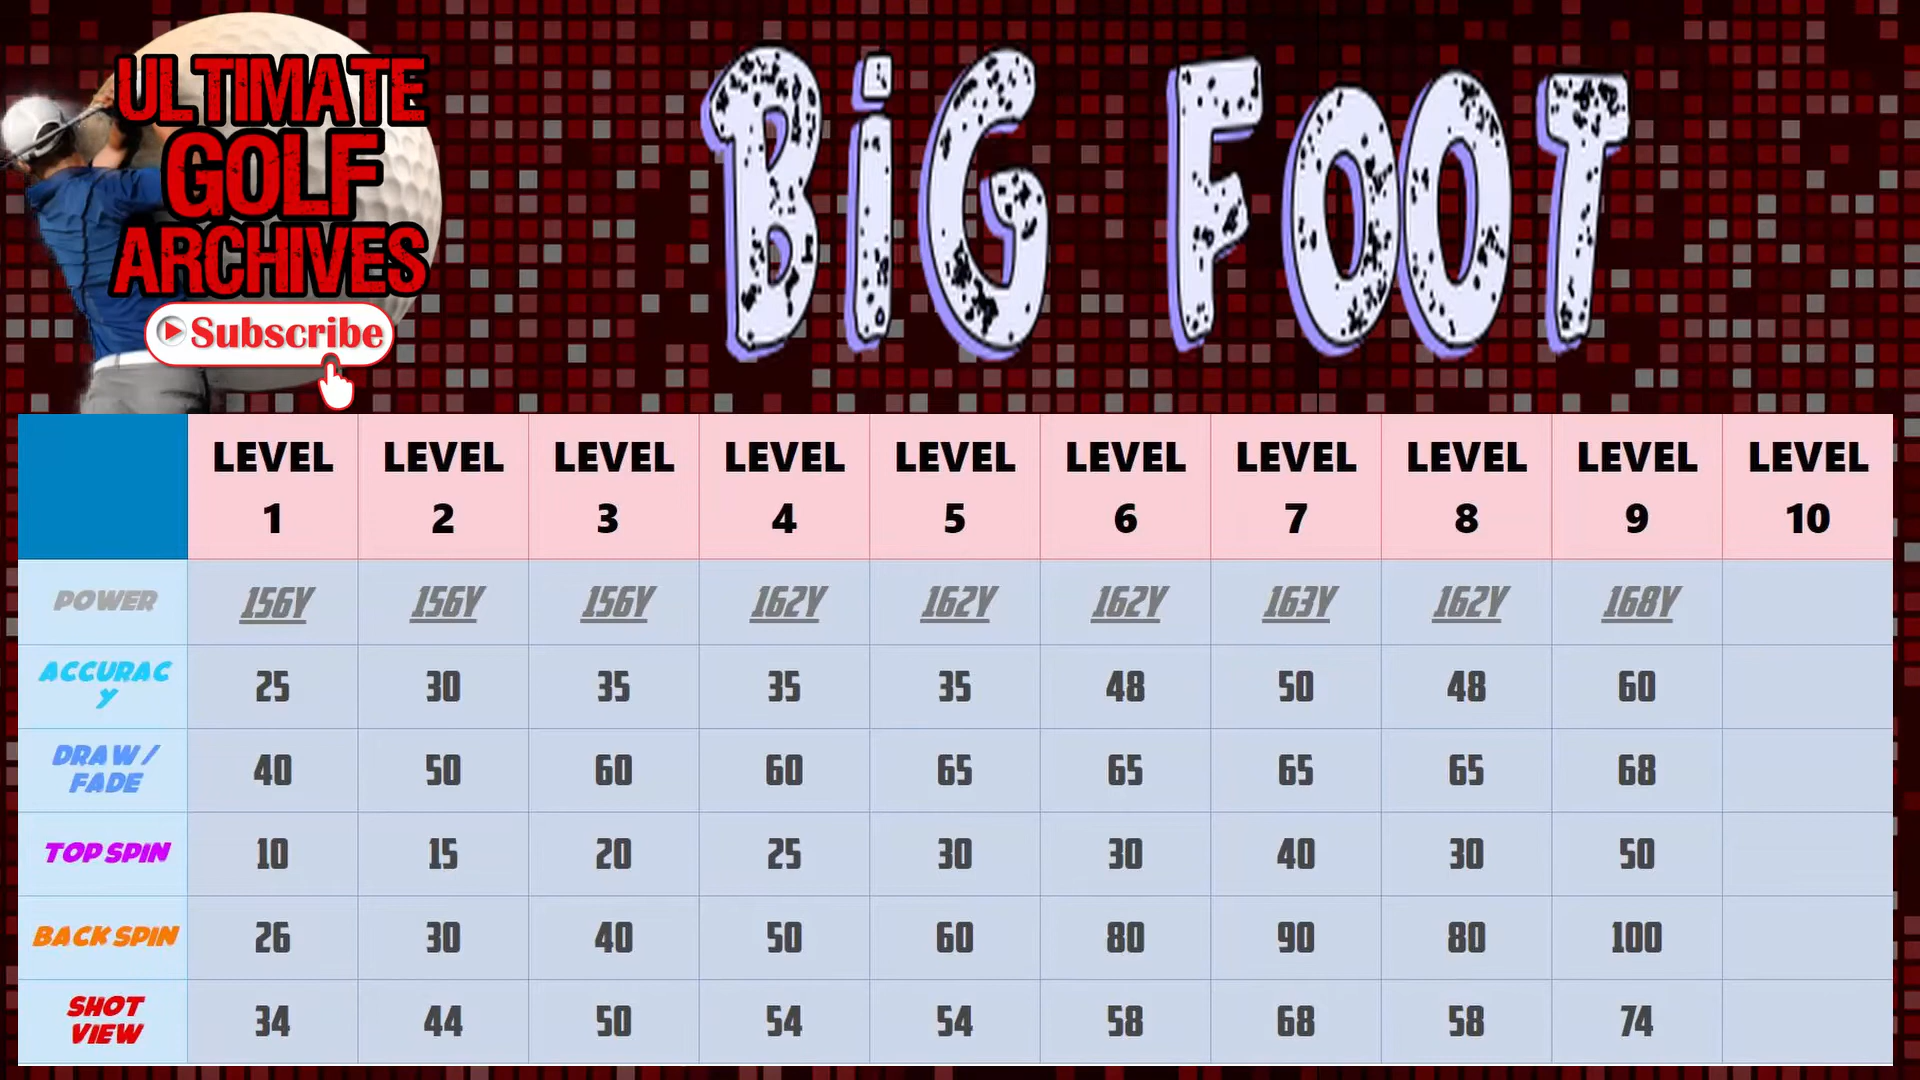 ULTIMATE
GOLF
ARCHIVES
Subscribe
BiG FOOT
LEVEL 1 LEVEL 2 LEVEL 3 LEVEL 4 LEVEL 5 LEVEL 6 LEVEL 7 LEVEL 8 LEVEL 9 LEVEL 10
POWER 156Y 156Y 156Y 162Y 162Y 162Y 163Y 162Y 168Y
ACCURACY 25 30 35 35 35 48 50 48 60
DRAW / FADE 40 50 60 60 65 65 65 65 68
TOP SPIN 10 15 20 25 30 30 40 30 50
BACK SPIN 26 30 40 50 60 80 90 80 100
SHOT VIEW 34 44 50 54 54 58 68 58 74